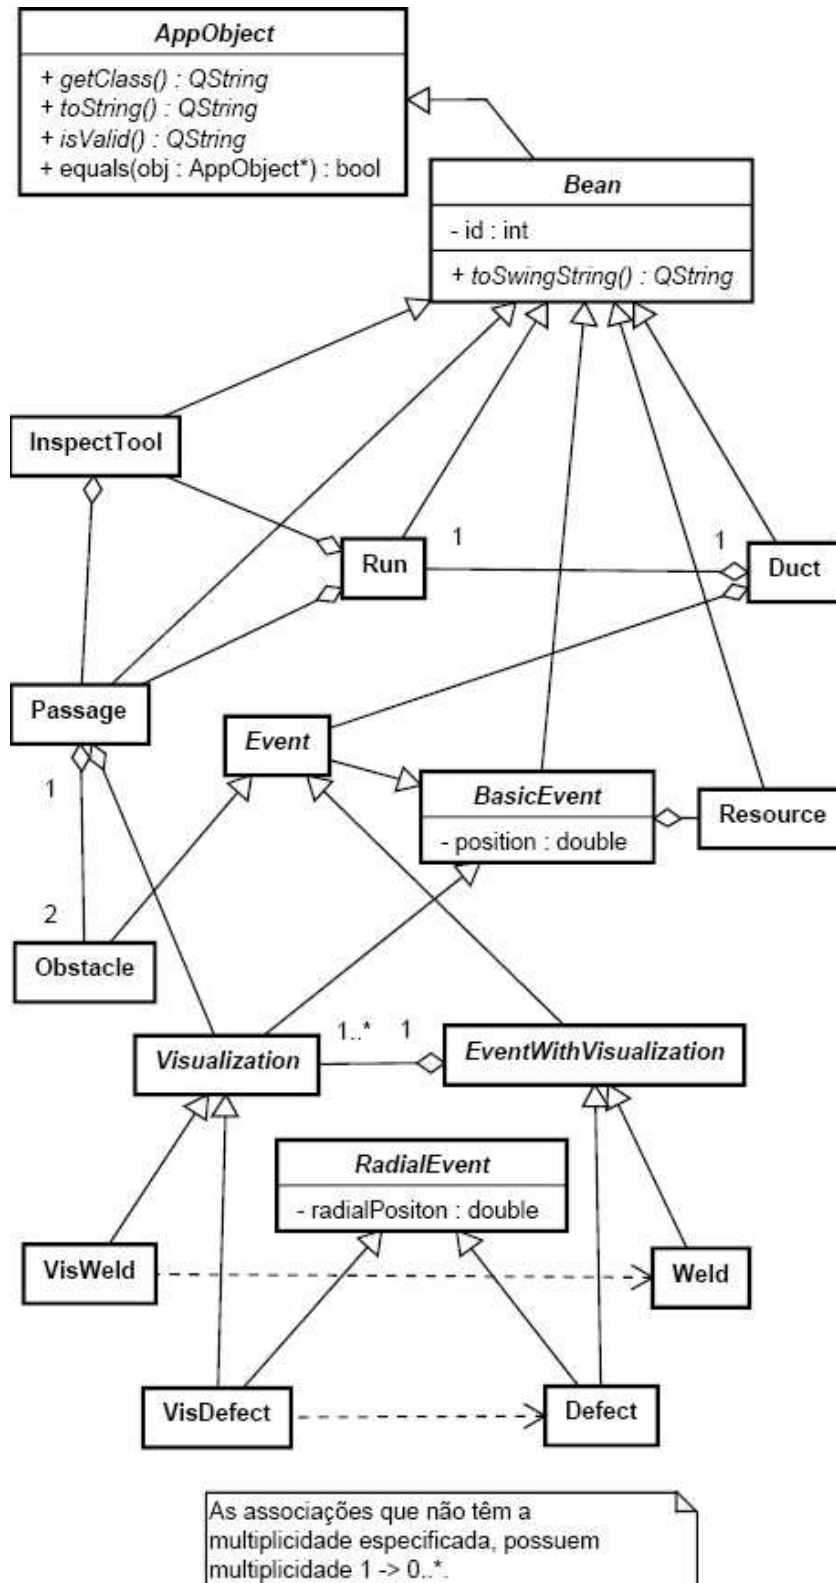 AppObject
+ getClass() : QString
+ toString() : QString
+ isValid() : QString
+ equals(obj : AppObject*) : bool
Bean
- id : int
+ toSwingString() : QString
InspectTool
Run
1
1
Duct
Passage
1
Event
BasicEvent
- position : double
Resource
2
Obstacle
Visualization
1..*
1
EventWithVisualization
RadialEvent
- radialPositon : double
VisWeld
Weld
VisDefect
Defect
As associações que não têm a
multiplicidade especificada, possuem
multiplicidade 1 -> 0..*.